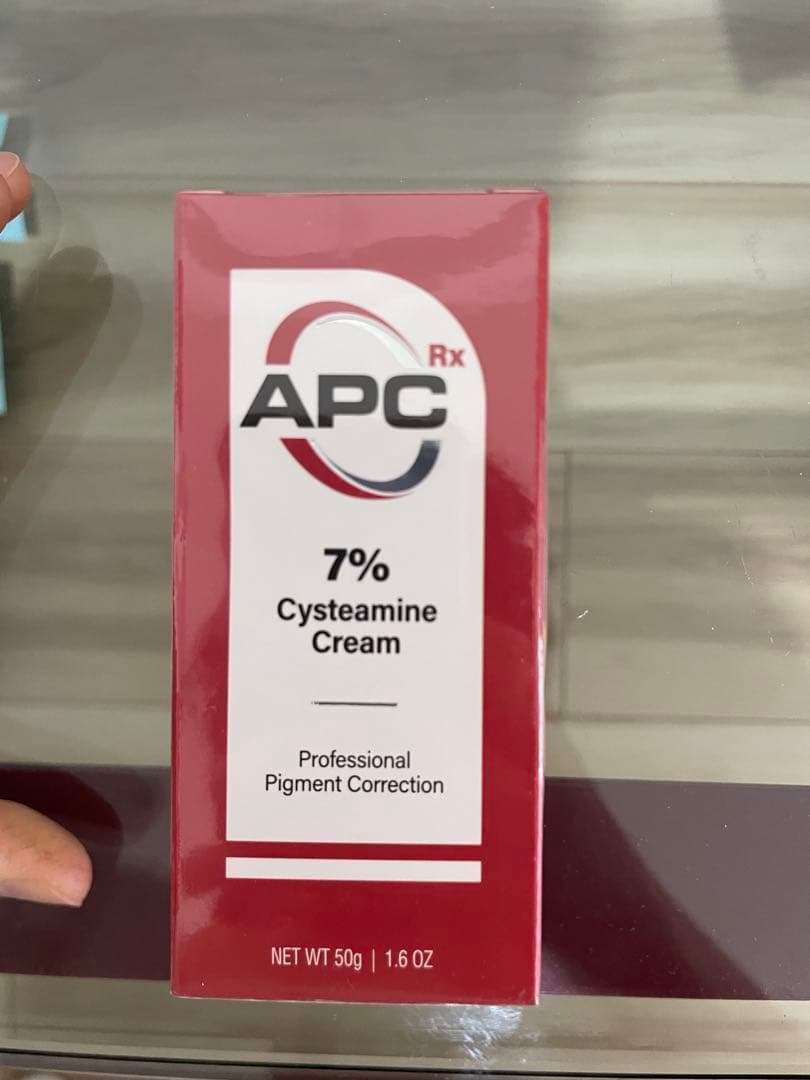 APC Rx
7%
Cysteamine
Cream
Professional
Pigment Correction
NET WT 50g | 1.6 OZ